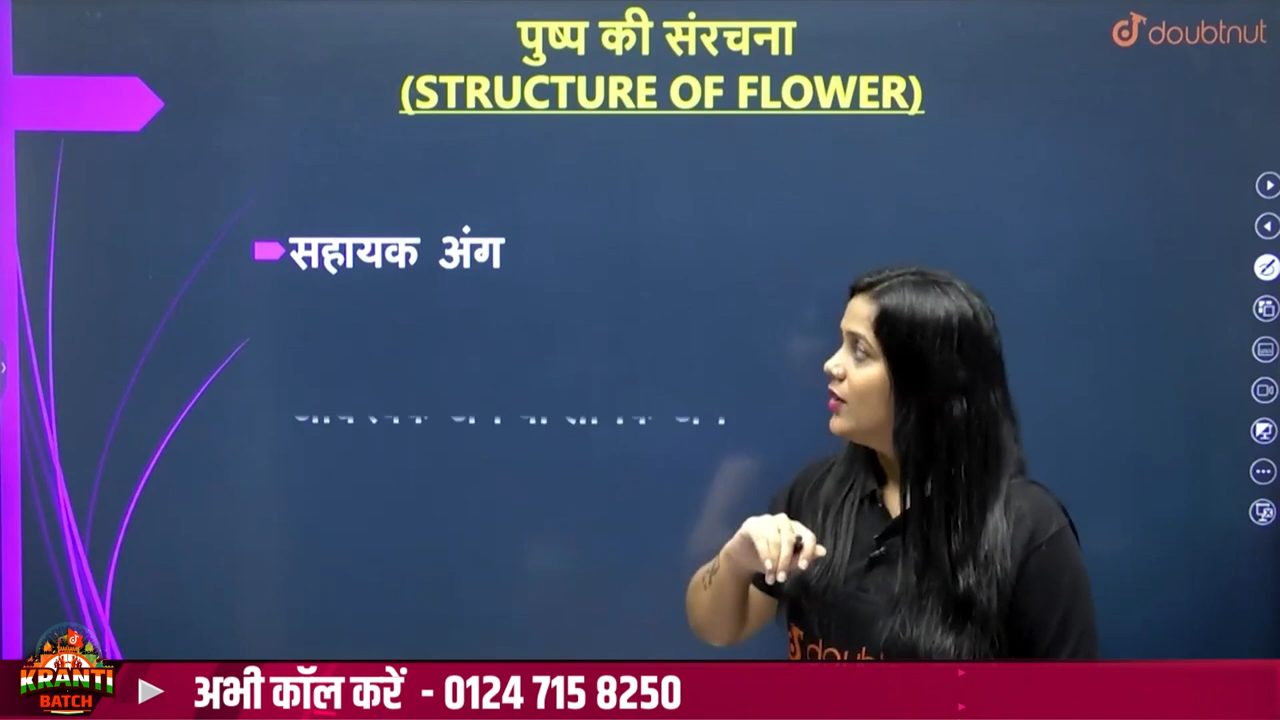 पुष्प की संरचना
(STRUCTURE OF FLOWER)
doubtnut
सहायक अंग
KRANTI
BATCH
अभी कॉल करें - 0124 715 8250